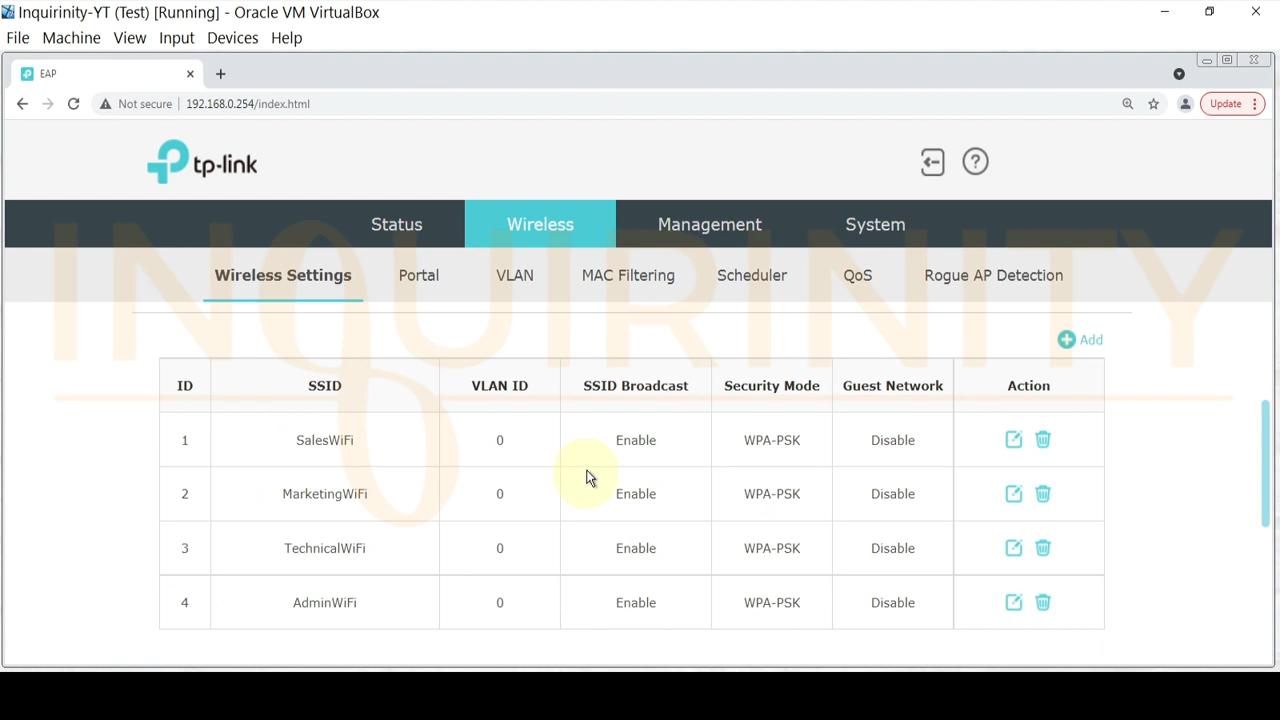 Inquirinity-YT (Test) [Running] - Oracle VM VirtualBox
File Machine View Input Devices Help
EAP
Not secure 192.168.0.254/index.html Update
tp-link
Status Wireless Management System
Wireless Settings Portal VLAN MAC Filtering Scheduler QoS Rogue AP Detection
INQUIRINITY
Add
ID SSID VLAN ID SSID Broadcast Security Mode Guest Network Action
1 SalesWiFi 0 Enable WPA-PSK Disable
2 MarketingWiFi 0 Enable WPA-PSK Disable
3 TechnicalWiFi 0 Enable WPA-PSK Disable
4 AdminWiFi 0 Enable WPA-PSK Disable